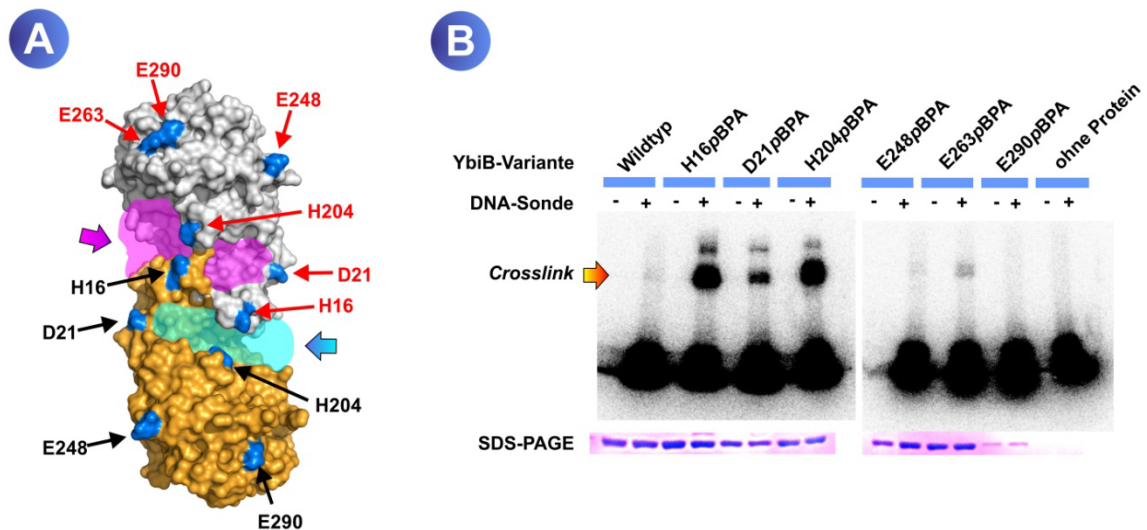 A
E290
E248
E263
H204
H16
D21
D21
H16
H204
E248
E290
B
Wildtyp
H16pBPA
D21pBPA
H204pBPA
E248pBPA
E263pBPA
E290pBPA
ohne Protein
YbiB-Variante
DNA-Sonde - + - + - + - + - + - + - + - +
Crosslink
SDS-PAGE